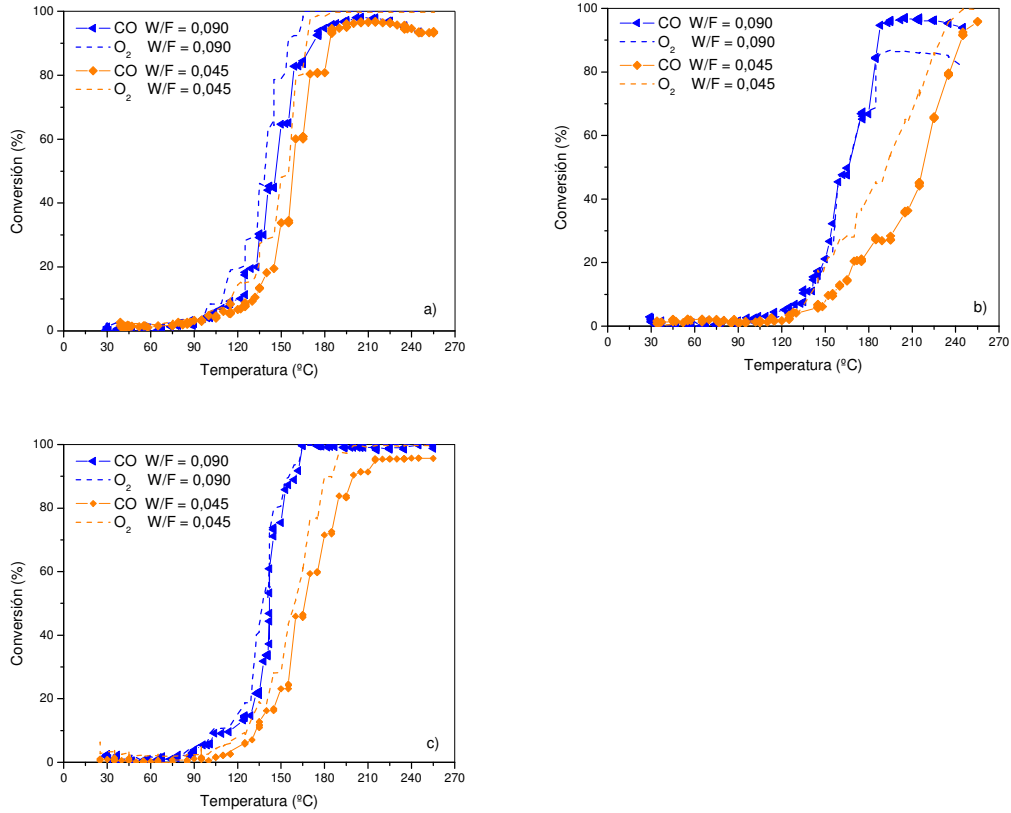 CO W/F = 0,090
O2 W/F = 0,090
CO W/F = 0,045
O2 W/F = 0,045
Conversión (%)
100
80
60
40
20
0
0 30 60 90 120 150 180 210 240 270
Temperatura (ºC)
a)
CO W/F = 0,090
O2 W/F = 0,090
CO W/F = 0,045
O2 W/F = 0,045
Conversión (%)
100
80
60
40
20
0
0 30 60 90 120 150 180 210 240 270
Temperatura (ºC)
b)
CO W/F = 0,090
O2 W/F = 0,090
CO W/F = 0,045
O2 W/F = 0,045
Conversión (%)
100
80
60
40
20
0
0 30 60 90 120 150 180 210 240 270
Temperatura (ºC)
c)